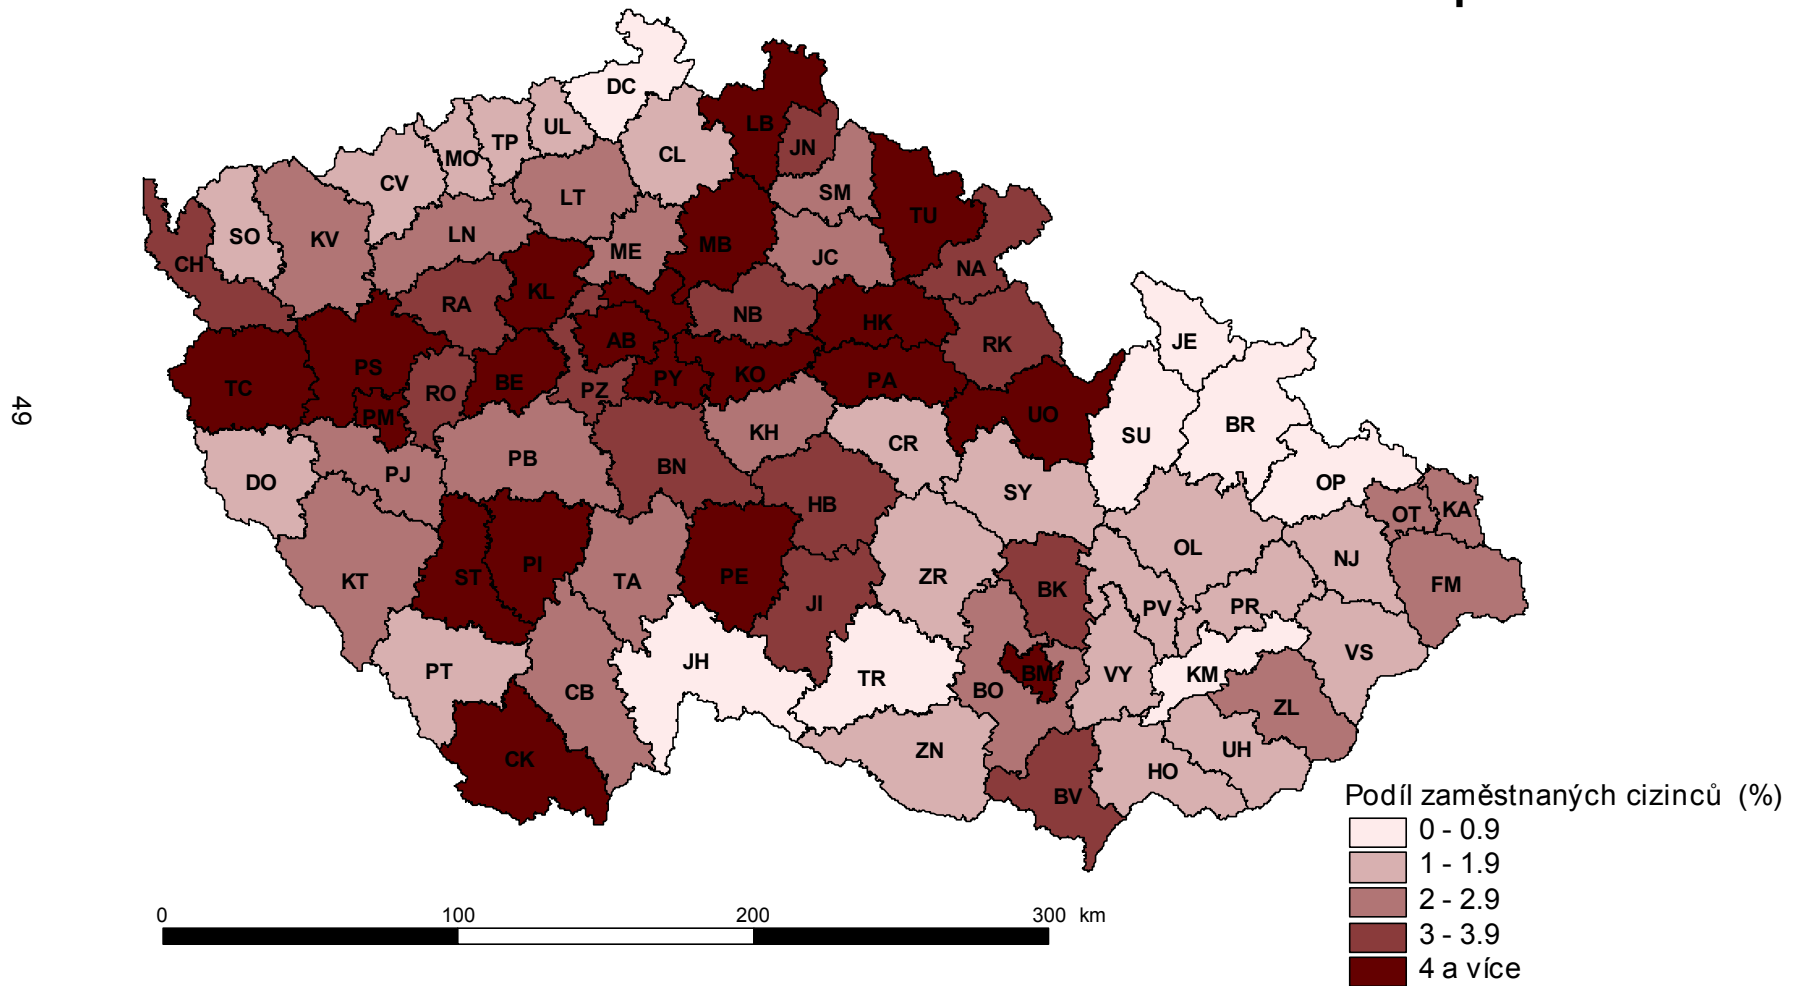 DC
LB
UL
JN
TP
CL
MO
CV
SM
LT
TU
SO
KV
LN
MB
ME
JC
CH
NA
KL
RA
NB
HK
AB
RK
JE
PS
KO
PY
PA
TC
BE
PZ
RO
PM
UO
49
BR
KH
SU
CR
PB
BN
PJ
DO
OP
SY
HB
KA
OT
OL
NJ
PI
ST
PE
ZR
KT
TA
FM
BK
JI
PV
PR
VS
JH
PT
BM
VY
KM
TR
CB
BO
ZL
UH
ZN
CK
HO
BV
Podíl zaměstnaných cizinců (%)
0 - 0.9
1 - 1.9
2 - 2.9
3 - 3.9
4 a více
0 100 200 300 km